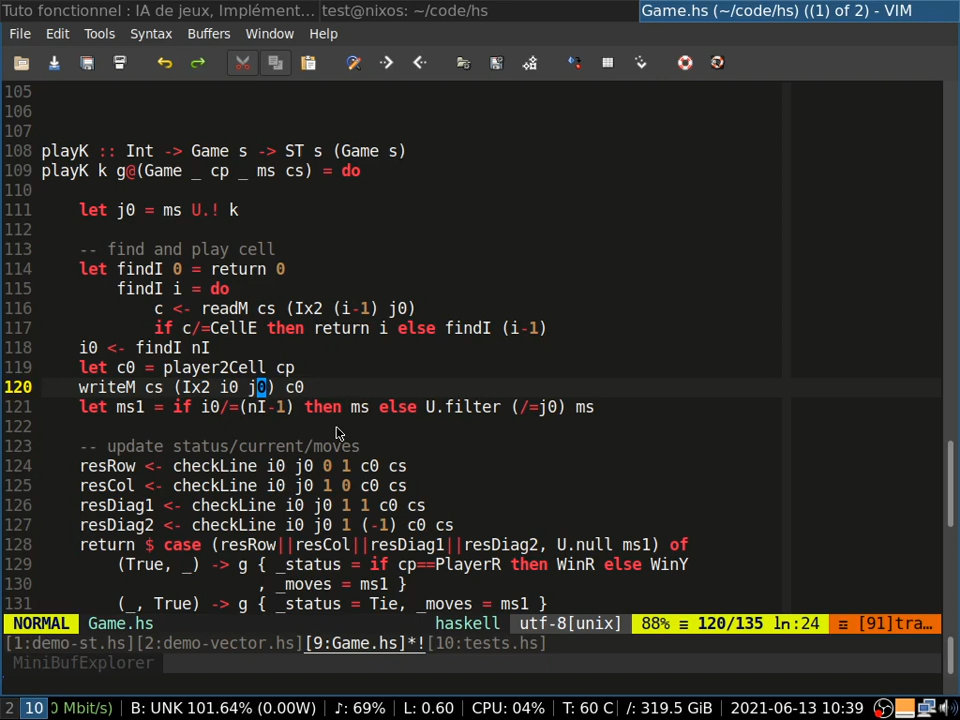 Tuto fonctionnel : IA de jeux, Implément... test@nixos: ~/code/hs Game.hs (~/code/hs) ((1) of 2) - VIM
File Edit Tools Syntax Buffers Window Help
105
106
107
108 playK :: Int -> Game s -> ST s (Game s)
109 playK k g@(Game _ cp _ ms cs) = do
110
111     let j0 = ms U.! k
112
113     -- find and play cell
114     let findI 0 = return 0
115         findI i = do
116             c <- readM cs (Ix2 (i-1) j0)
117             if c/=CellE then return i else findI (i-1)
118     i0 <- findI nI
119     let c0 = player2Cell cp
120     writeM cs (Ix2 i0 j0) c0
121     let ms1 = if i0/=(nI-1) then ms else U.filter (/=j0) ms
122
123     -- update status/current/moves
124     resRow <- checkLine i0 j0 0 1 c0 cs
125     resCol <- checkLine i0 j0 1 0 c0 cs
126     resDiag1 <- checkLine i0 j0 1 1 c0 cs
127     resDiag2 <- checkLine i0 j0 1 (-1) c0 cs
128     return $ case (resRow||resCol||resDiag1||resDiag2, U.null ms1) of
129         (True, _) -> g { _status = if cp==PlayerR then WinR else WinY
130                        , _moves = ms1 }
131         (_, True) -> g { _status = Tie, _moves = ms1 }
NORMAL Game.hs haskell utf-8[unix] 88% ≡ 120/135 ln:24 ≡ [91]tra...
[1:demo-st.hs][2:demo-vector.hs][9:Game.hs]*![10:tests.hs]
MiniBufExplorer
2 10 0 Mbit/s) ¦ B: UNK 101.64% (0.00W) ¦ ♪: 69% ¦ L: 0.60 ¦ CPU: 04% ¦ T: 60 C ¦ /: 319.5 GiB ¦ 2021-06-13 10:39